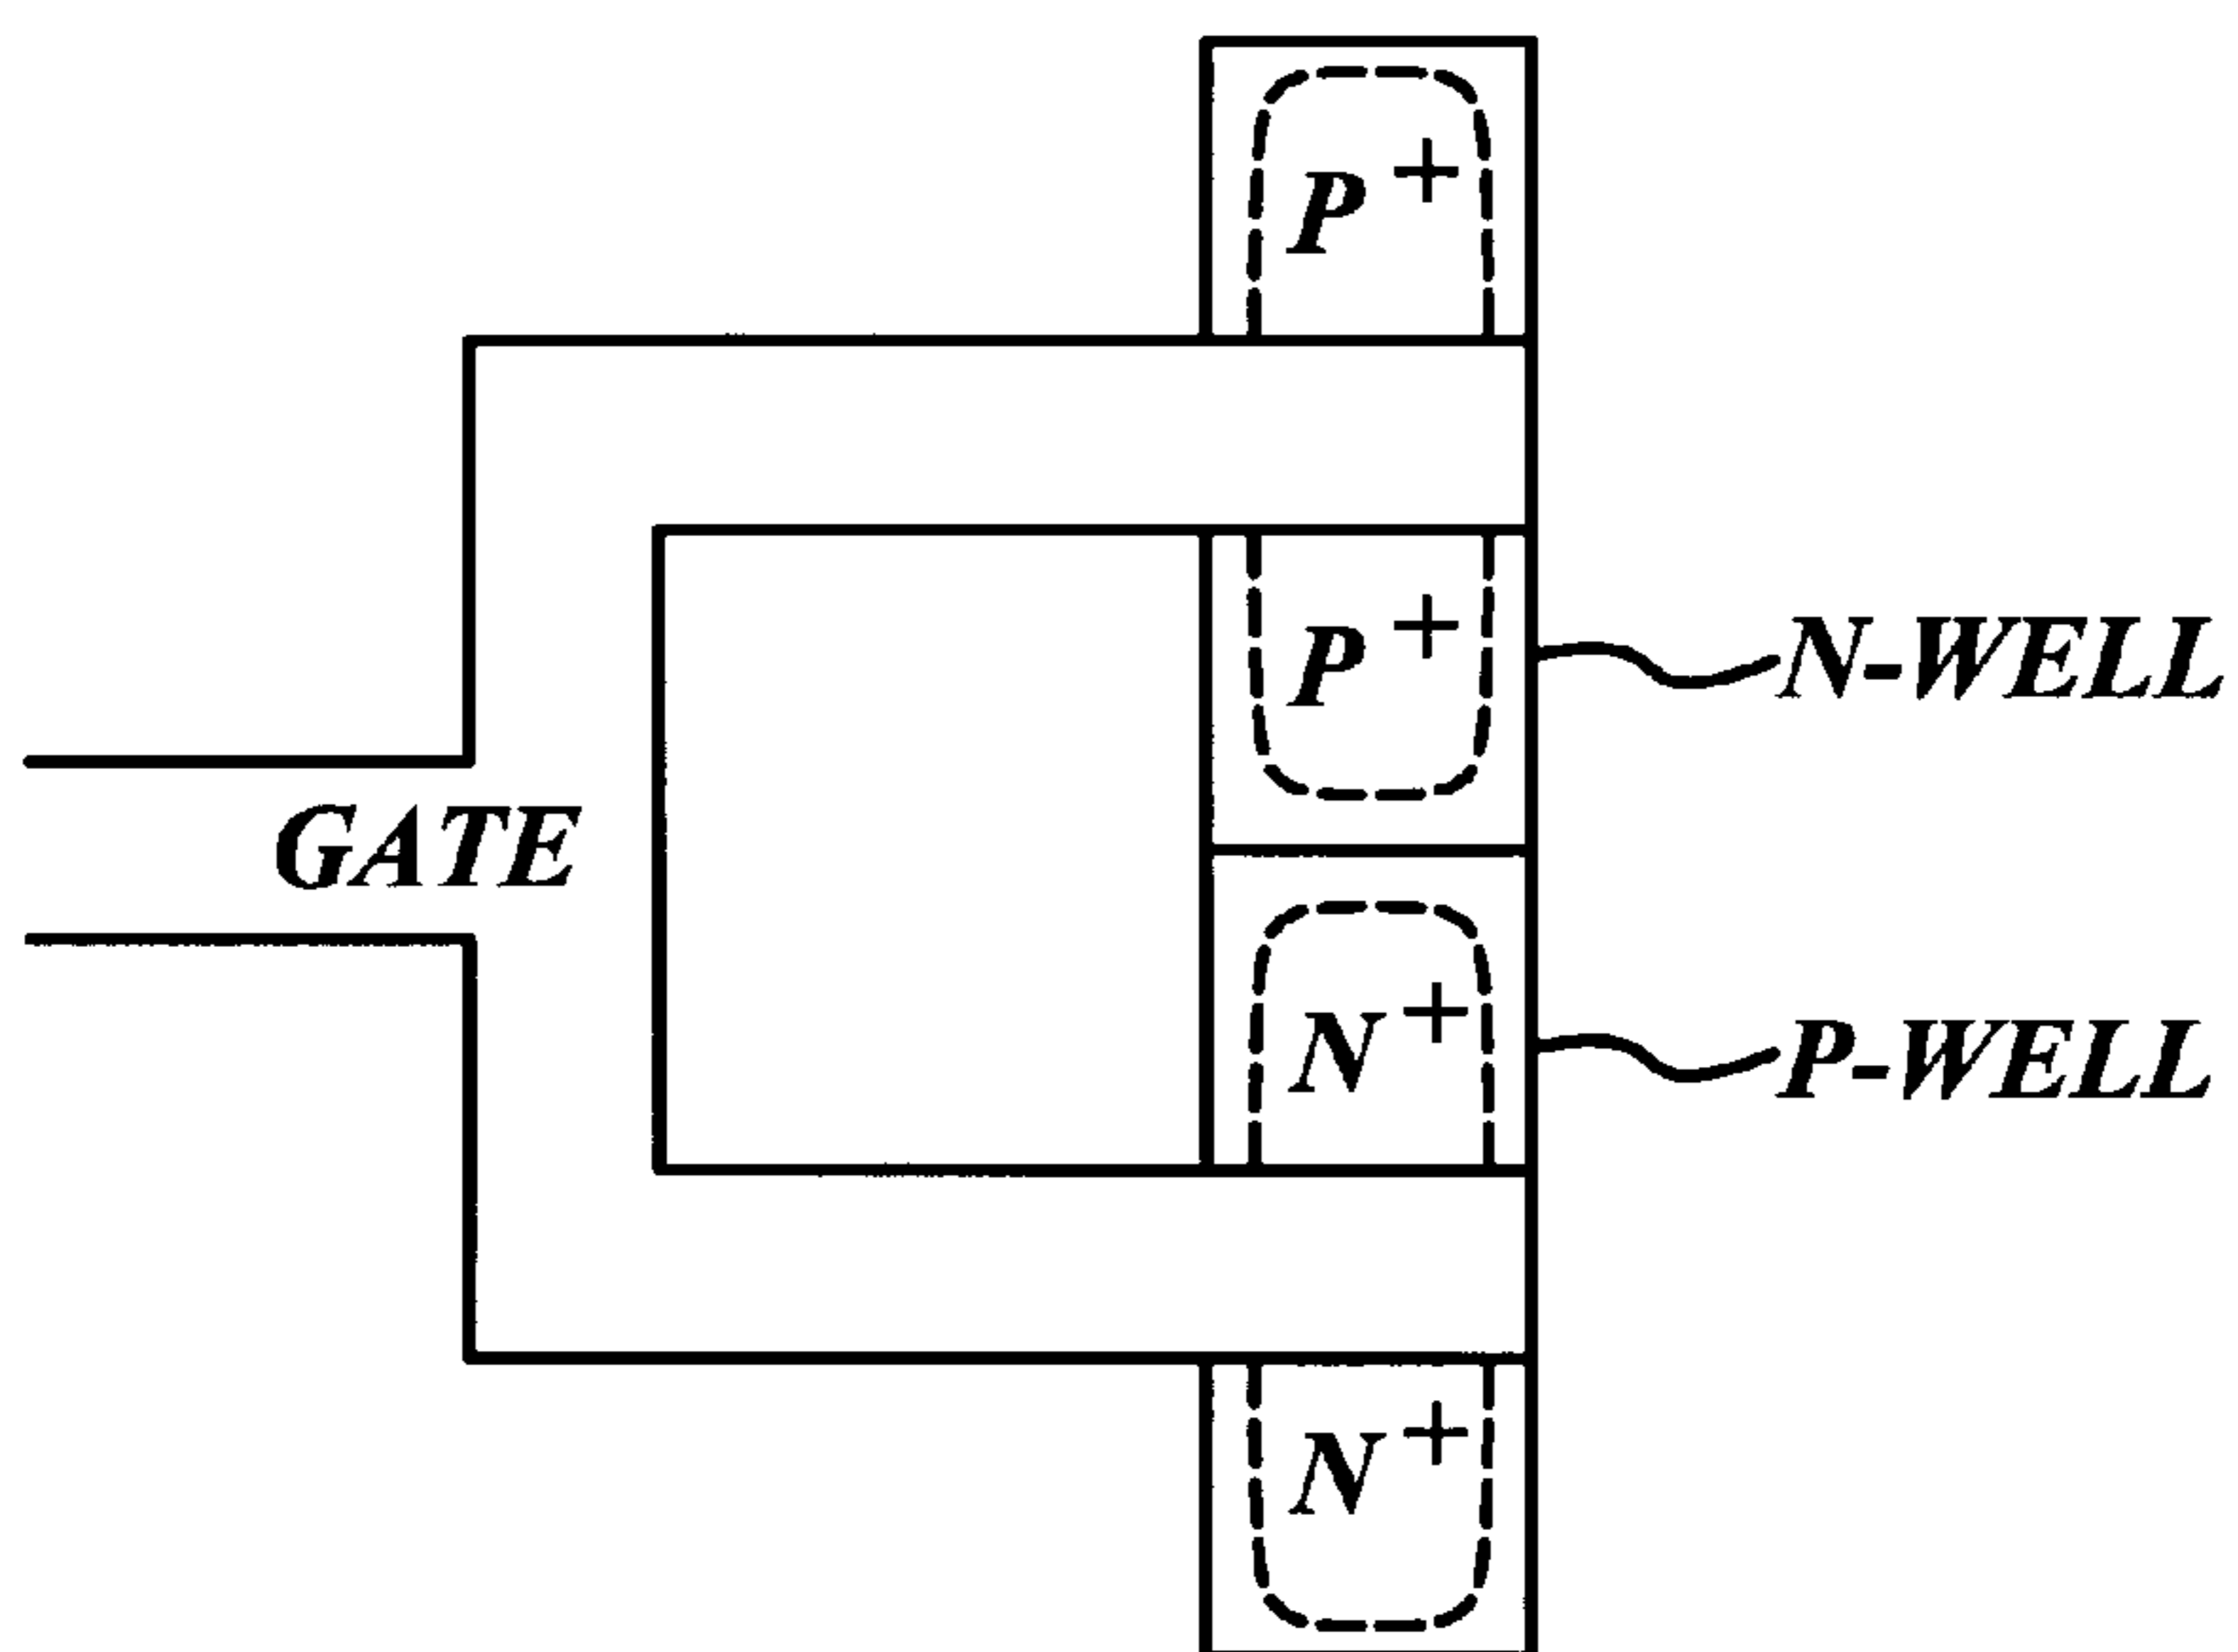 P+
P+
N-WELL
GATE
N+
P-WELL
N+